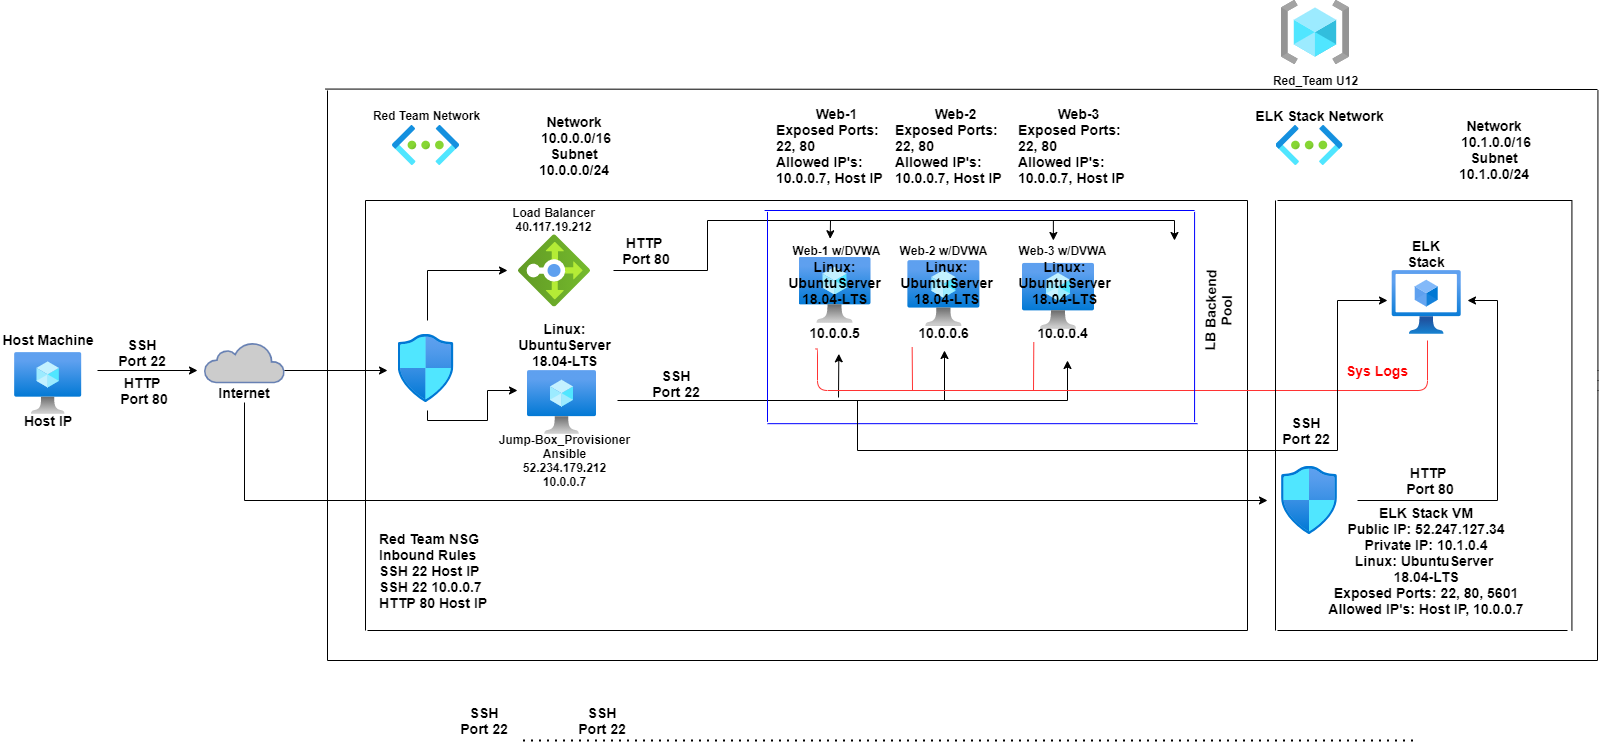 Red_Team U12
Red Team Network
Network
10.0.0.0/16
Subnet
10.0.0.0/24
Web-1
Exposed Ports:
22, 80
Allowed IP's:
10.0.0.7, Host IP
Web-2
Exposed Ports:
22, 80
Allowed IP's:
10.0.0.7, Host IP
Web-3
Exposed Ports:
22, 80
Allowed IP's:
10.0.0.7, Host IP
ELK Stack Network
Network
10.1.0.0/16
Subnet
10.1.0.0/24
Load Balancer
40.117.19.212
HTTP
Port 80
Web-1 w/DVWA
Linux:
UbuntuServer
18.04-LTS
10.0.0.5
Web-2 w/DVWA
Linux:
UbuntuServer
18.04-LTS
10.0.0.6
Web-3 w/DVWA
Linux:
UbuntuServer
18.04-LTS
10.0.0.4
LB Backend
Pool
ELK
Stack
Host Machine
Host IP
SSH
Port 22
HTTP
Port 80
Internet
Linux:
UbuntuServer
18.04-LTS
Jump-Box_Provisioner
Ansible
52.234.179.212
10.0.0.7
SSH
Port 22
Sys Logs
SSH
Port 22
HTTP
Port 80
ELK Stack VM
Public IP: 52.247.127.34
Private IP: 10.1.0.4
Linux: UbuntuServer
18.04-LTS
Exposed Ports: 22, 80, 5601
Allowed IP's: Host IP, 10.0.0.7
Red Team NSG
Inbound Rules
SSH 22 Host IP
SSH 22 10.0.0.7
HTTP 80 Host IP
SSH
Port 22
SSH
Port 22